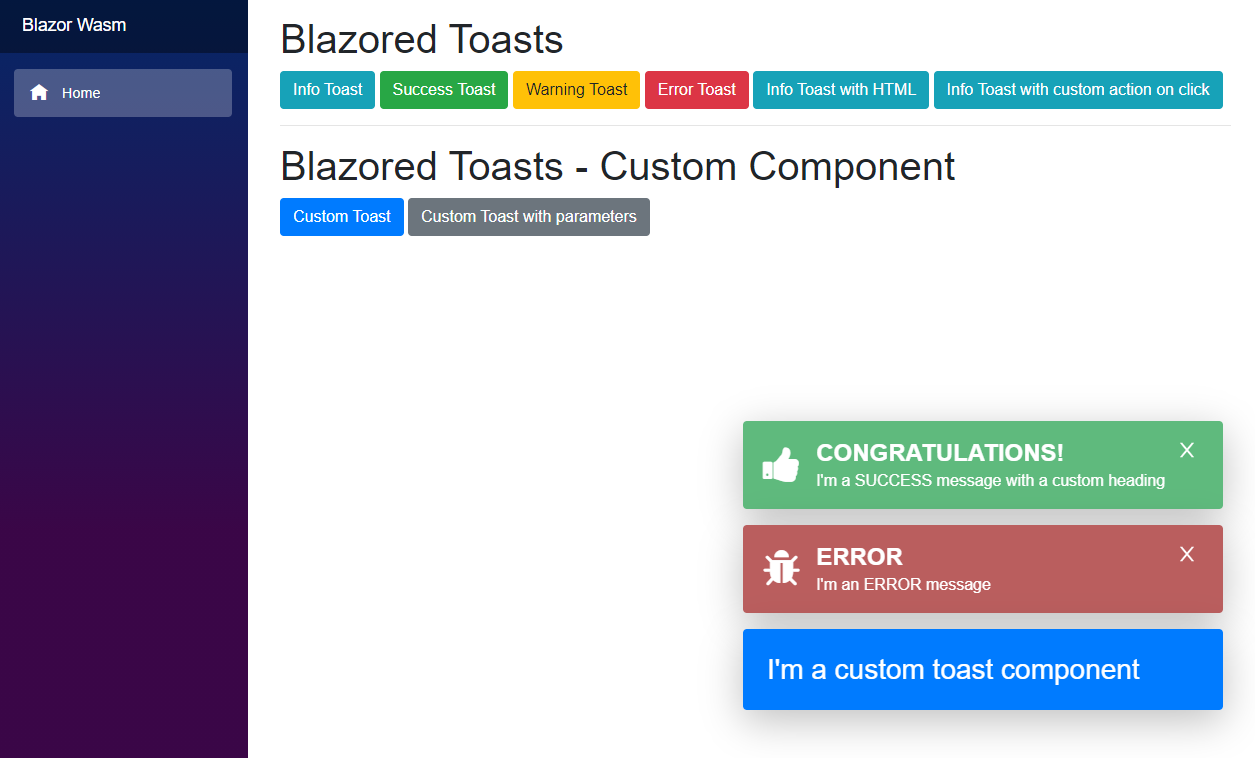 Blazor Wasm
Home
Blazored Toasts
Info Toast Success Toast Warning Toast Error Toast Info Toast with HTML Info Toast with custom action on click
Blazored Toasts - Custom Component
Custom Toast Custom Toast with parameters
CONGRATULATIONS! X
I'm a SUCCESS message with a custom heading
ERROR X
I'm an ERROR message
I'm a custom toast component